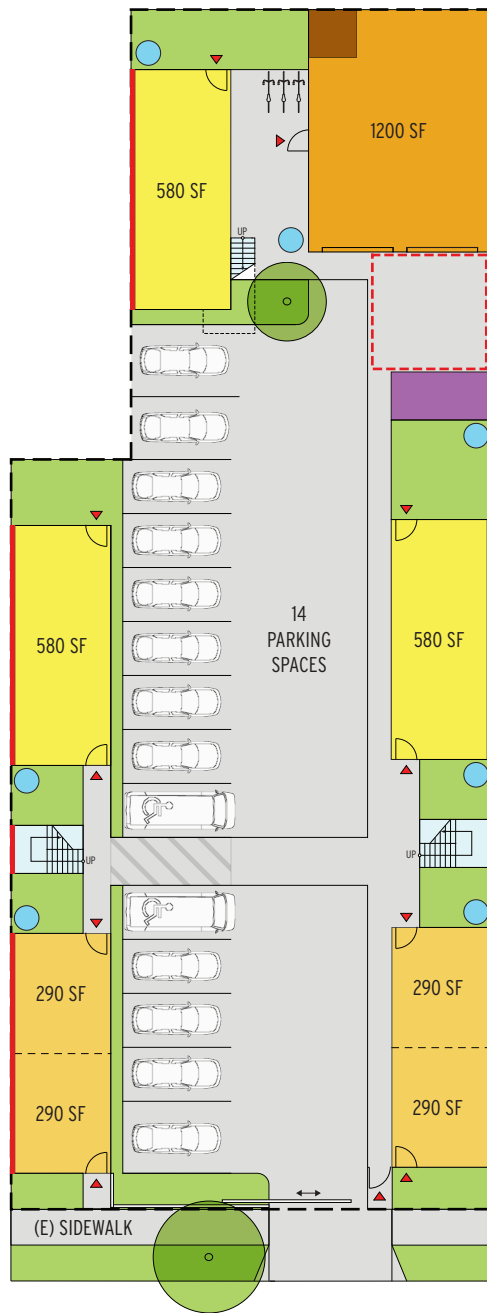 1200 SF
580 SF
UP
14
PARKING
SPACES
580 SF
580 SF
UP
UP
290 SF
290 SF
290 SF
290 SF
(E) SIDEWALK